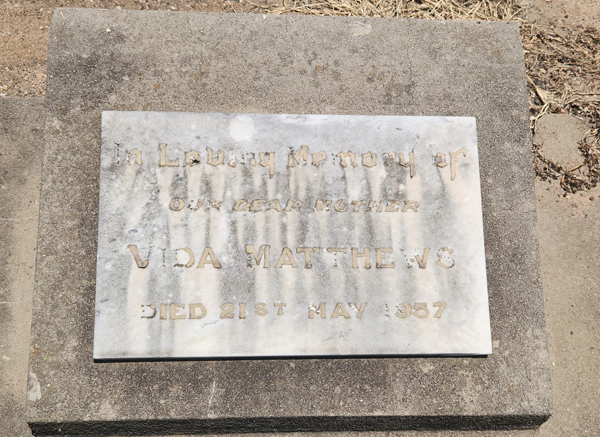 In Loving Memory of
OUR DEAR MOTHER
VIDA MATTHEWS
DIED 21ST MAY 1957